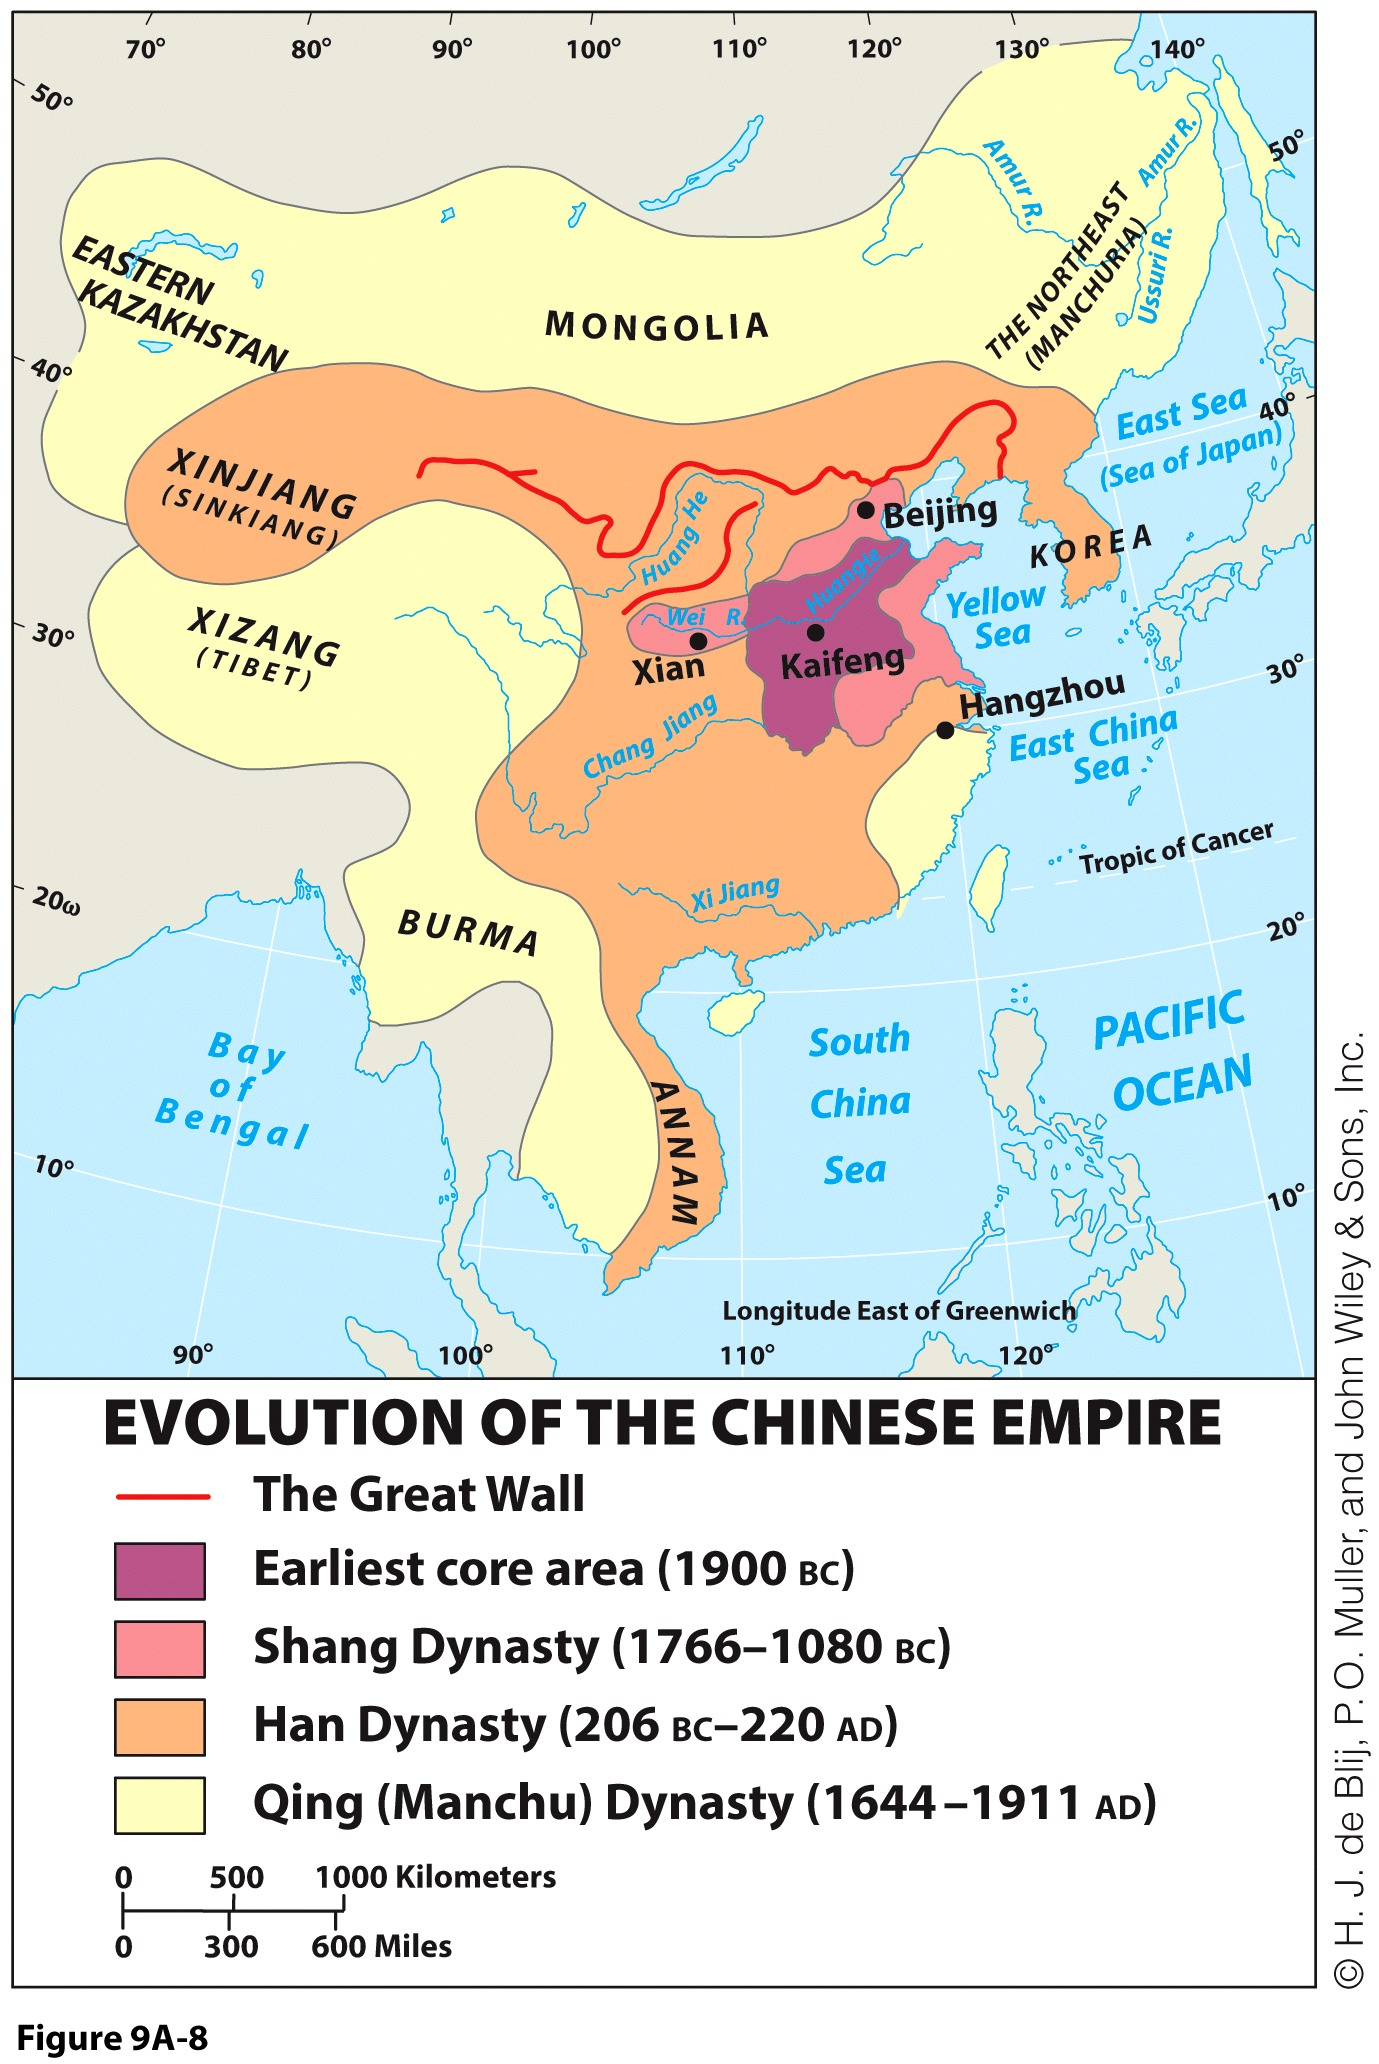 70° 80° 90° 100° 110° 120° 130° 140°
50°
50°
Amur R.
Amur R.
Ussuri R.
THE NORTHEAST
(MANCHURIA)
EASTERN
KAZAKHSTAN
MONGOLIA
40°
40°
East Sea
(Sea of Japan)
XINJIANG
(SINKIANG)
Huang He
Beijing
KOREA
Huang He
Yellow
Sea
Wei R.
30°
30°
XIZANG
(TIBET)
Xian
Kaifeng
Hangzhou
East China
Sea
Chang Jiang
Tropic of Cancer
20ω
20°
Xi Jiang
BURMA
Bay
of
Bengal
South
China
Sea
PACIFIC
OCEAN
ANNAM
10°
10°
Longitude East of Greenwich
90° 100° 110° 120°
EVOLUTION OF THE CHINESE EMPIRE
The Great Wall
Earliest core area (1900 BC)
Shang Dynasty (1766–1080 BC)
Han Dynasty (206 BC–220 AD)
Qing (Manchu) Dynasty (1644–1911 AD)
0 500 1000 Kilometers
0 300 600 Miles
© H. J. de Blij, P. O. Muller, and John Wiley & Sons, Inc.
Figure 9A-8